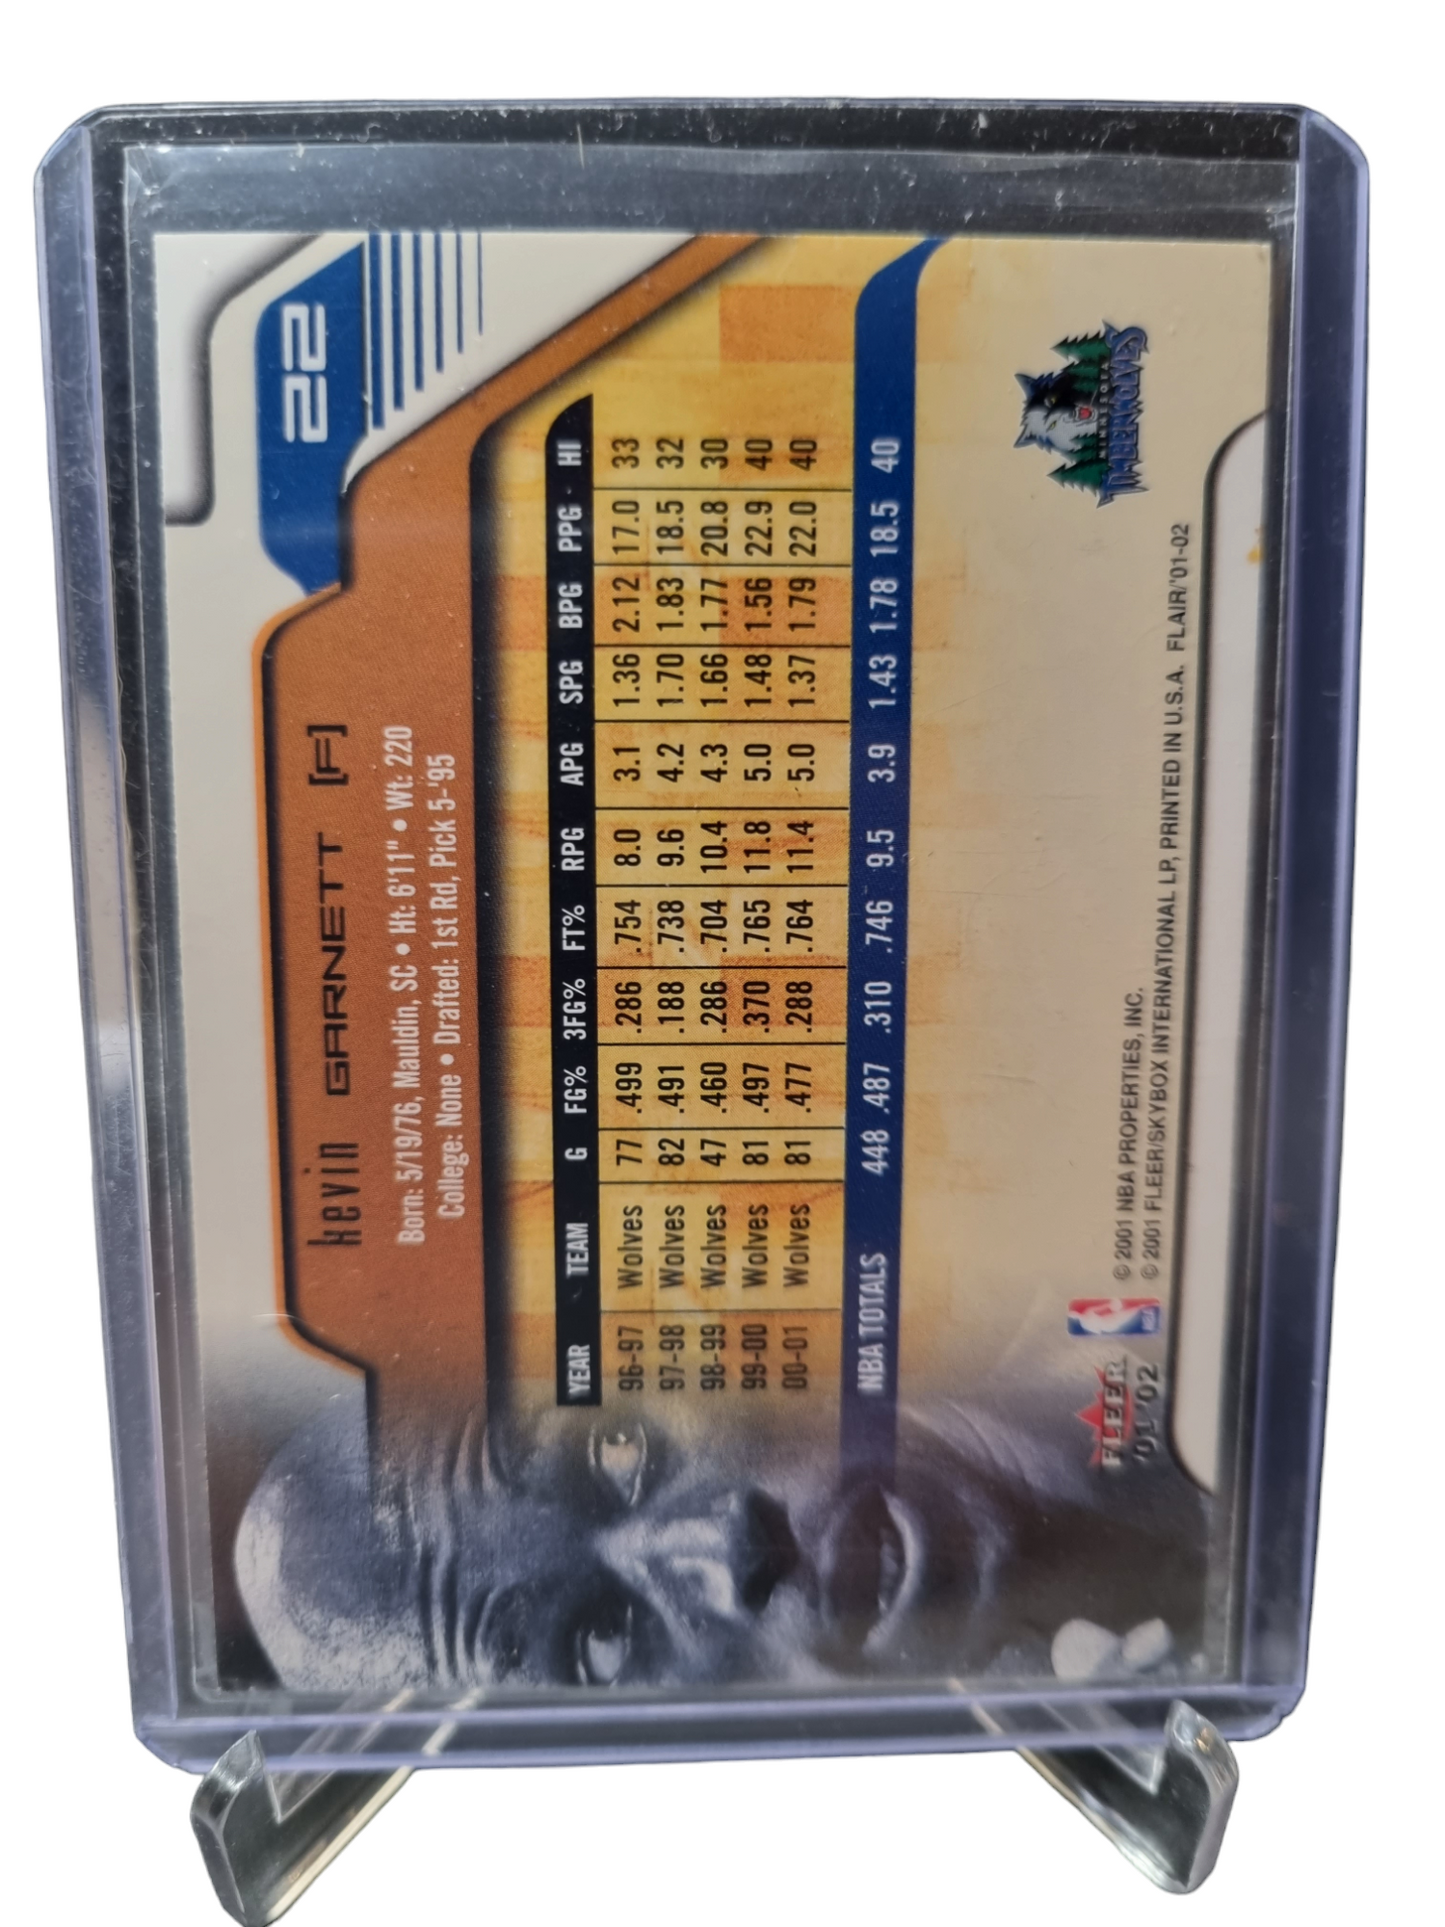 22
kevin GARNETT [F]
Born: 5/19/76, Mauldin, SC • Ht: 6'11" • Wt: 220
College: None • Drafted: 1st Rd, Pick 5-'95
YEAR TEAM G FG% 3FG% FT% RPG APG SPG BPG PPG HI
96-97 Wolves 77 .499 .286 .754 8.0 3.1 1.36 2.12 17.0 33
97-98 Wolves 82 .491 .188 .738 9.6 4.2 1.70 1.83 18.5 32
98-99 Wolves 47 .460 .286 .704 10.4 4.3 1.66 1.77 20.8 30
99-00 Wolves 81 .497 .370 .765 11.8 5.0 1.48 1.56 22.9 40
00-01 Wolves 81 .477 .288 .764 11.4 5.0 1.37 1.79 22.0 40
NBA TOTALS 448 .487 .310 .746 9.5 3.9 1.43 1.78 18.5 40
MINNESOTA
TIMBERWOLVES
FLEER
'01 '02
NBA
© 2001 NBA PROPERTIES, INC.
© 2001 FLEER/SKYBOX INTERNATIONAL LP, PRINTED IN U.S.A. FLAIR/'01-02